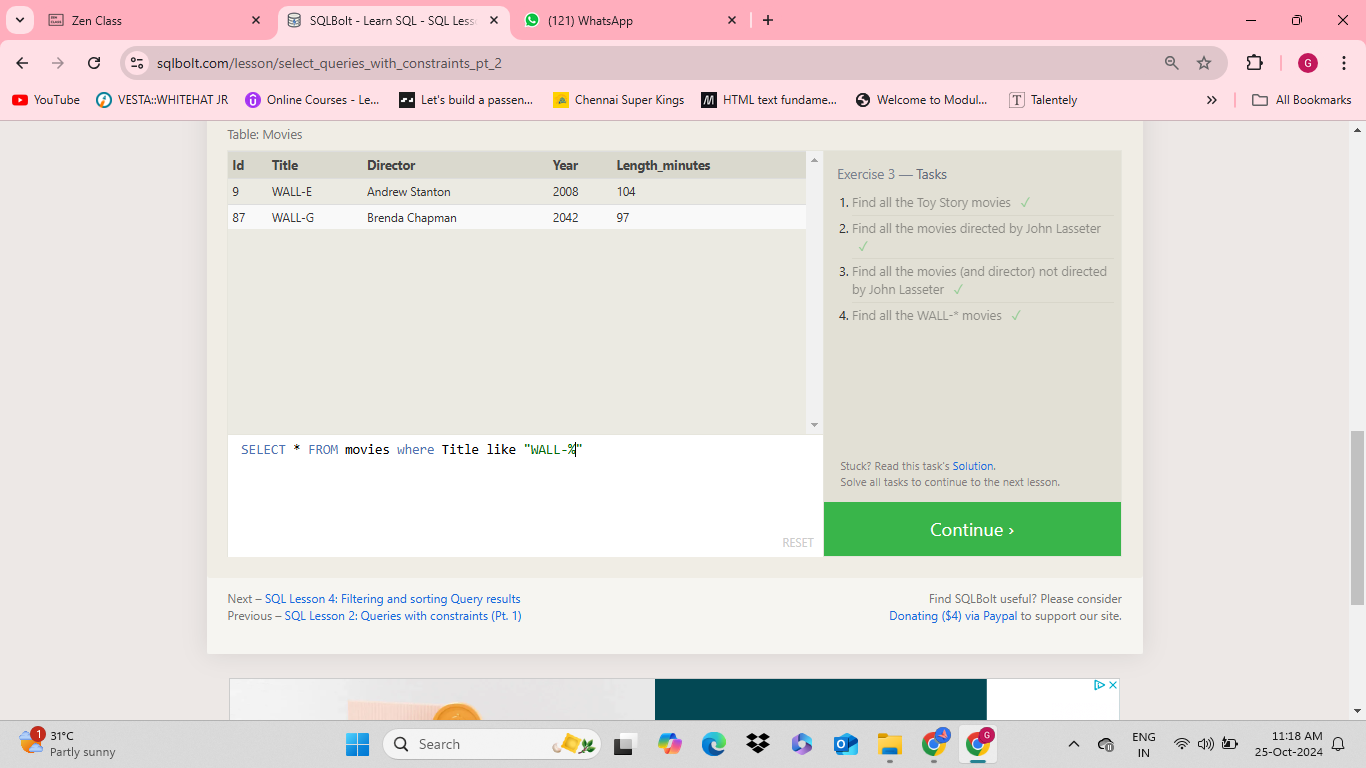 Zen Class
SQLBolt - Learn SQL - SQL Less
(121) WhatsApp
sqlbolt.com/lesson/select_queries_with_constraints_pt_2
G
YouTube
VESTA::WHITEHAT JR
Online Courses - Le...
Let's build a passen...
Chennai Super Kings
HTML text fundame...
Welcome to Modul...
Talentely
All Bookmarks
Table: Movies
Id Title Director Year Length_minutes
9 WALL-E Andrew Stanton 2008 104
87 WALL-G Brenda Chapman 2042 97
SELECT * FROM movies where Title like "WALL-%"
RESET
Exercise 3 — Tasks
1. Find all the Toy Story movies ✓
2. Find all the movies directed by John Lasseter
✓
3. Find all the movies (and director) not directed
by John Lasseter ✓
4. Find all the WALL-* movies ✓
Stuck? Read this task's Solution.
Solve all tasks to continue to the next lesson.
Continue ›
Next – SQL Lesson 4: Filtering and sorting Query results
Previous – SQL Lesson 2: Queries with constraints (Pt. 1)
Find SQLBolt useful? Please consider
Donating ($4) via Paypal to support our site.
1
31°C
Partly sunny
Search
G
ENG
IN
11:18 AM
25-Oct-2024